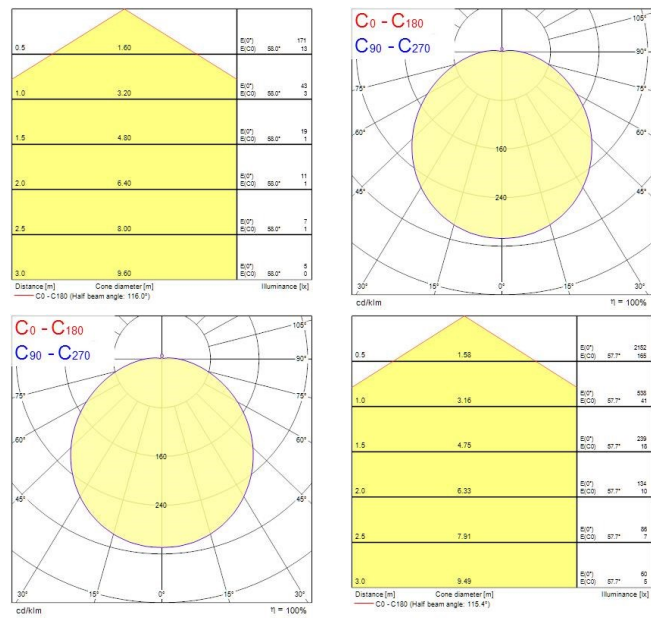 0.5 1.60 E(0°) 171
E(C0) 58.0° 13
1.0 3.20 E(0°) 43
E(C0) 58.0° 3
1.5 4.80 E(0°) 19
E(C0) 58.0° 1
2.0 6.40 E(0°) 11
E(C0) 58.0° 1
2.5 8.00 E(0°) 7
E(C0) 58.0° 1
3.0 9.60 E(0°) 5
E(C0) 58.0° 0
Distance [m] Cone diameter [m] Illuminance [lx]
C0 - C180 (Half beam angle: 116.0°)
C0 - C180
C90 - C270
105° 105°
90° 90°
75° 75°
60° 60°
160
45° 45°
240
30° 15° 0° 15° 30°
cd/klm η = 100%
C0 - C180
C90 - C270
105°
90° 90°
75° 75°
60° 60°
160
45° 45°
240
30° 15° 0° 15° 30°
cd/klm η = 100%
0.5 1.58 E(0°) 2152
E(C0) 57.7° 165
1.0 3.16 E(0°) 538
E(C0) 57.7° 41
1.5 4.75 E(0°) 239
E(C0) 57.7° 18
2.0 6.33 E(0°) 134
E(C0) 57.7° 10
2.5 7.91 E(0°) 86
E(C0) 57.7° 7
3.0 9.49 E(0°) 60
E(C0) 57.7° 5
Distance [m] Cone diameter [m] Illuminance [lx]
C0 - C180 (Half beam angle: 115.4°)